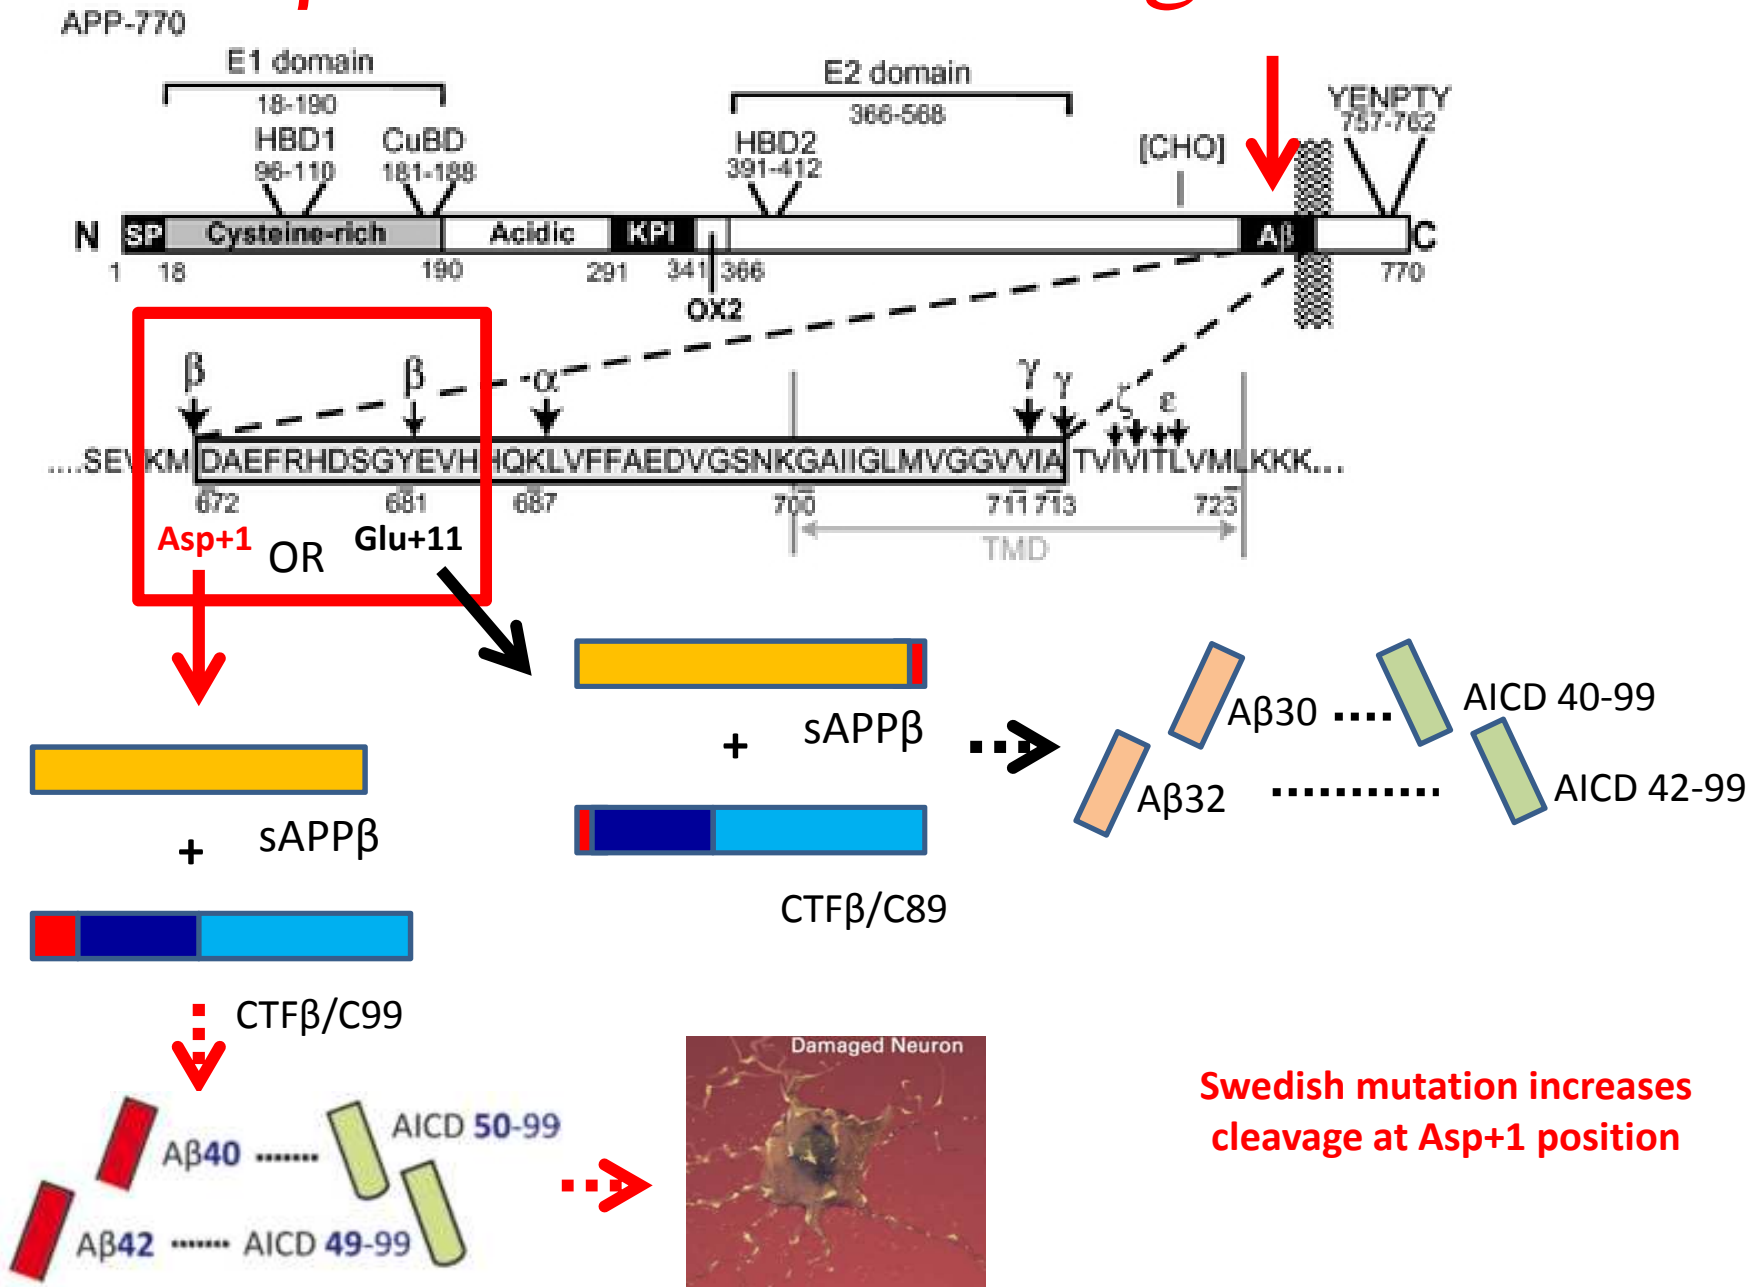 APP-770
E1 domain
18-190
HBD1
96-110
CuBD
181-188
E2 domain
366-568
HBD2
391-412
[CHO]
YENPTY
757-762
N SP Cysteine-rich Acidic KPI Aβ C
1 18 190 291 341 366 770
OX2
β β α γ γ ζ ε
....SEVKM DAEFRHDSGYEVHHQKLVFFAEDVGSNKGAIIGLMVGGVVIA TVIVITLVMLKKK...
672 681 687 700 711 713 723
TMD
Asp+1 OR Glu+11
sAPPβ
+
CTFβ/C89
Aβ30 .... AICD 40-99
Aβ32 ........... AICD 42-99
sAPPβ
+
CTFβ/C99
Aβ40 ....... AICD 50-99
Aβ42 ....... AICD 49-99
Damaged Neuron
Swedish mutation increases
cleavage at Asp+1 position